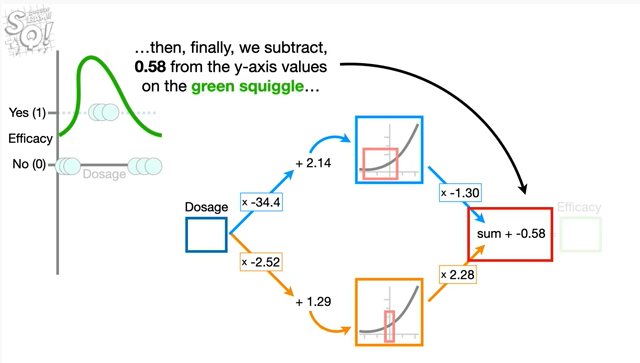 SQ!
...then, finally, we subtract,
0.58 from the y-axis values
on the green squiggle...
Yes (1)
Efficacy
No (0)
Dosage
+ 2.14
x -34.4
x -1.30
Dosage
Efficacy
sum + -0.58
x -2.52
x 2.28
+ 1.29